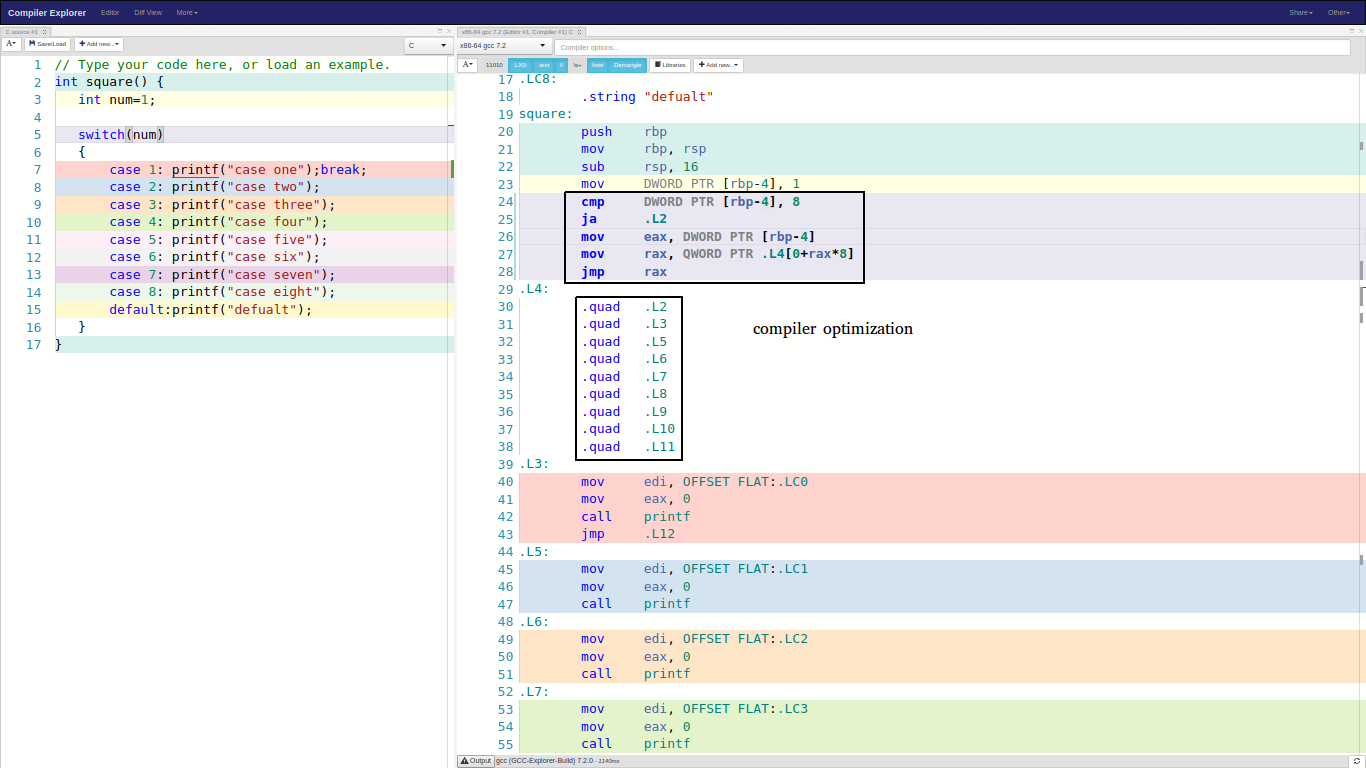 Compiler Explorer Editor Diff View More Share Other
C source #1
A Save/Load Add new... C
1 // Type your code here, or load an example.
2 int square() {
3 int num=1;
4
5 switch(num)
6 {
7 case 1: printf("case one");break;
8 case 2: printf("case two");
9 case 3: printf("case three");
10 case 4: printf("case four");
11 case 5: printf("case five");
12 case 6: printf("case six");
13 case 7: printf("case seven");
14 case 8: printf("case eight");
15 default:printf("defualt");
16 }
17 }
x86-64 gcc 7.2 (Editor #1, Compiler #1) C
x86-64 gcc 7.2 Compiler options...
A 11010 .LX0: .text // \s+ Intel Demangle Libraries Add new...
17 .LC8:
18 .string "defualt"
19 square:
20 push rbp
21 mov rbp, rsp
22 sub rsp, 16
23 mov DWORD PTR [rbp-4], 1
24 cmp DWORD PTR [rbp-4], 8
25 ja .L2
26 mov eax, DWORD PTR [rbp-4]
27 mov rax, QWORD PTR .L4[0+rax*8]
28 jmp rax
29 .L4:
30 .quad .L2
31 .quad .L3
32 .quad .L5
33 .quad .L6
34 .quad .L7
35 .quad .L8
36 .quad .L9
37 .quad .L10
38 .quad .L11
compiler optimization
39 .L3:
40 mov edi, OFFSET FLAT:.LC0
41 mov eax, 0
42 call printf
43 jmp .L12
44 .L5:
45 mov edi, OFFSET FLAT:.LC1
46 mov eax, 0
47 call printf
48 .L6:
49 mov edi, OFFSET FLAT:.LC2
50 mov eax, 0
51 call printf
52 .L7:
53 mov edi, OFFSET FLAT:.LC3
54 mov eax, 0
55 call printf
Output gcc (GCC-Explorer-Build) 7.2.0 - 1140ms